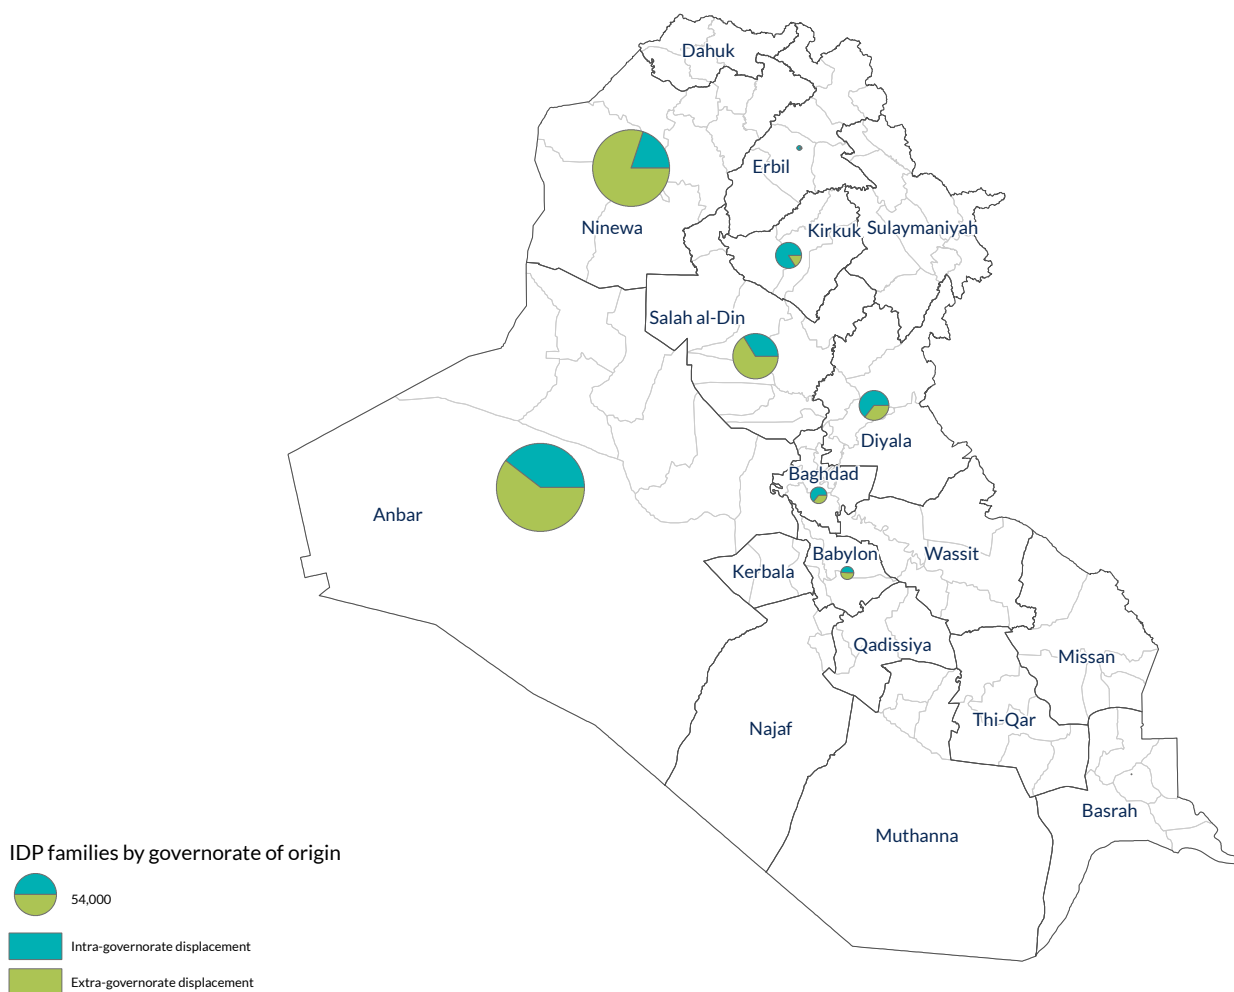 Dahuk
Erbil
Ninewa
Kirkuk
Sulaymaniyah
Salah al-Din
Diyala
Baghdad
Anbar
Babylon
Wassit
Kerbala
Qadissiya
Missan
Najaf
Thi-Qar
Basrah
Muthanna
IDP families by governorate of origin
54,000
Intra-governorate displacement
Extra-governorate displacement